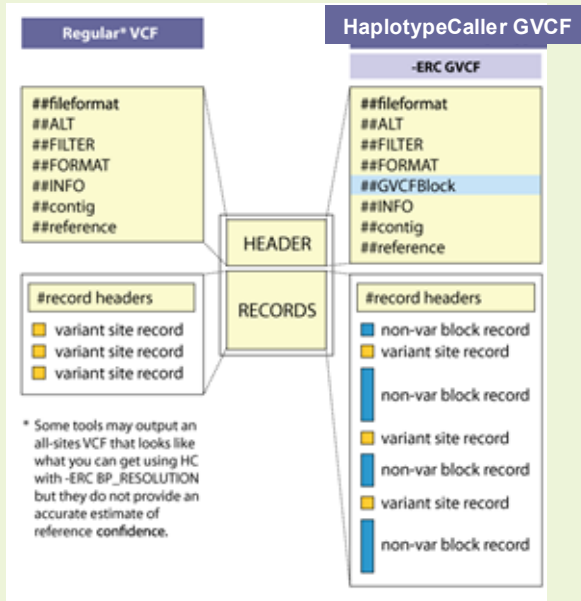 Regular* VCF
HaplotypeCaller GVCF
-ERC GVCF
##fileformat
##ALT
##FILTER
##FORMAT
##INFO
##contig
##reference
##fileformat
##ALT
##FILTER
##FORMAT
##GVCFBlock
##INFO
##contig
##reference
HEADER
RECORDS
#record headers
variant site record
variant site record
variant site record
* Some tools may output an
all-sites VCF that looks like
what you can get using HC
with -ERC BP_RESOLUTION
but they do not provide an
accurate estimate of
reference confidence.
#record headers
non-var block record
variant site record
non-var block record
variant site record
non-var block record
variant site record
non-var block record